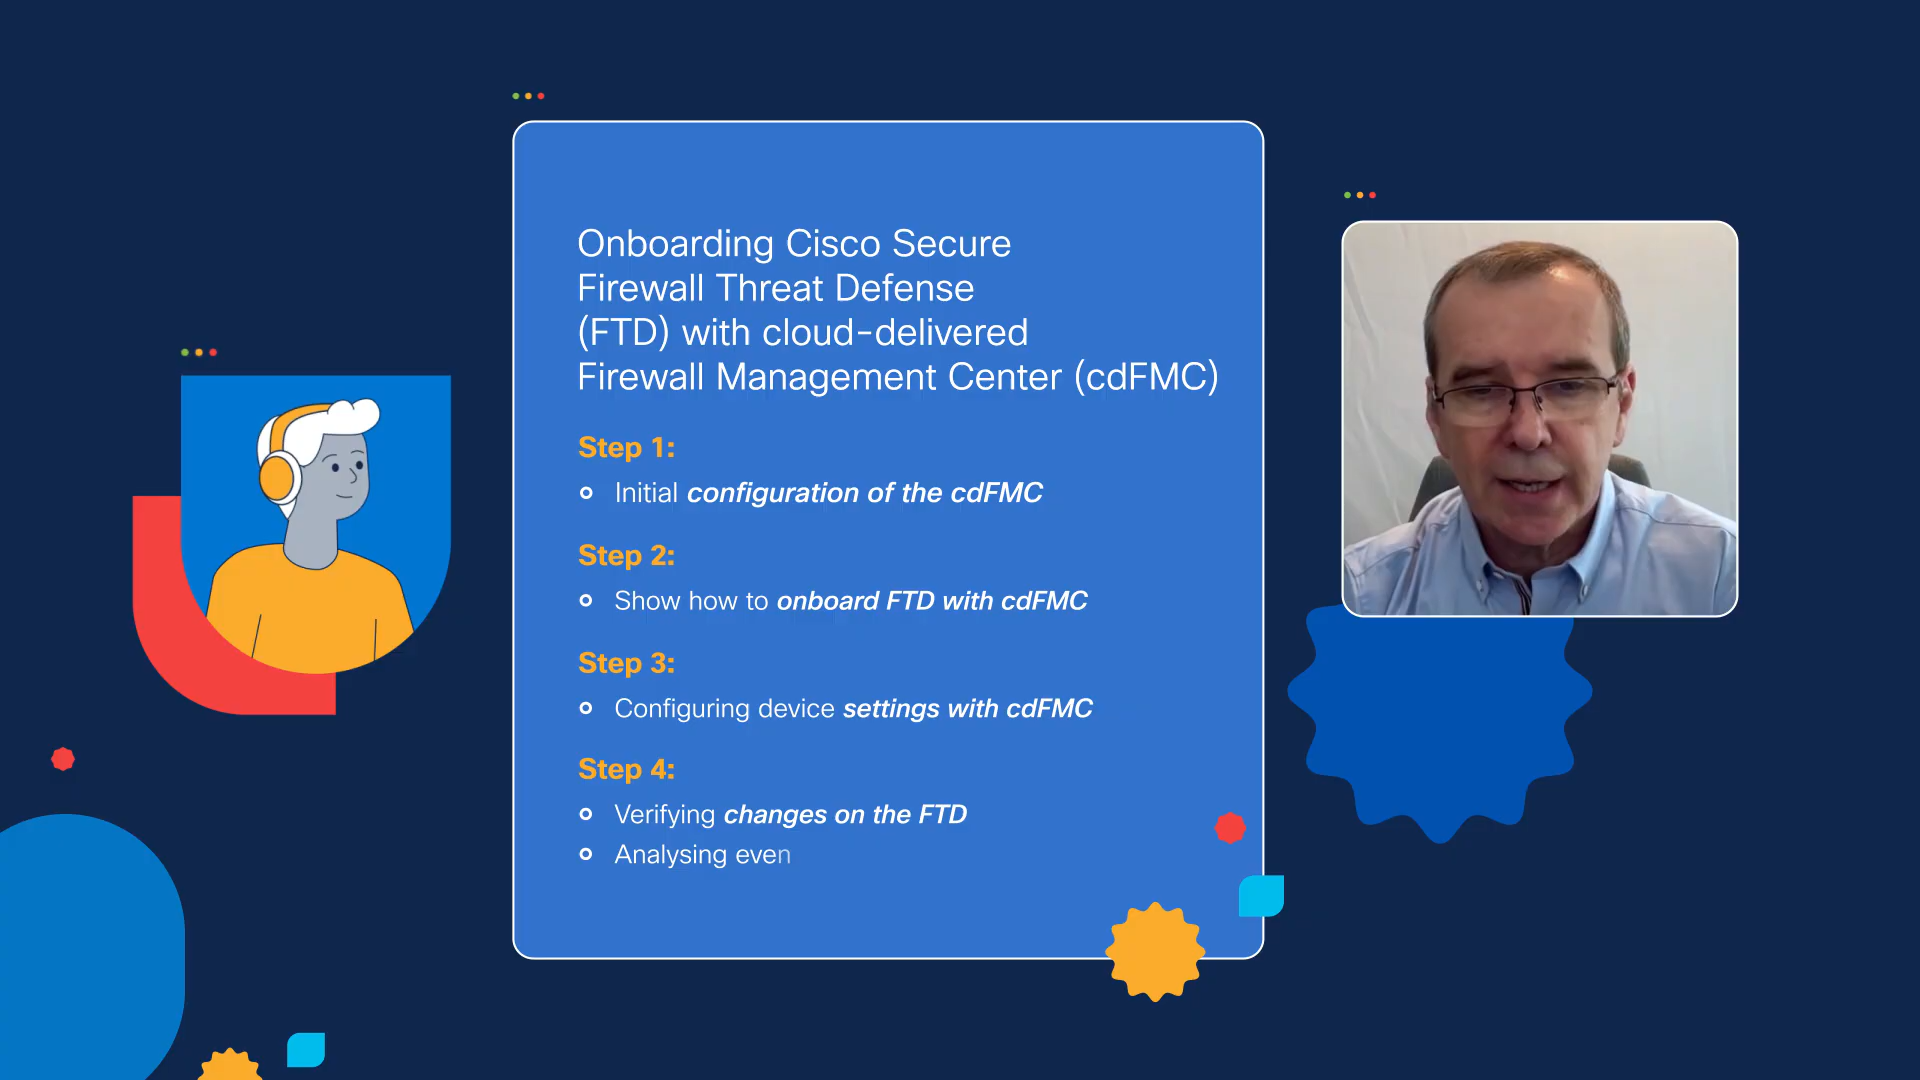 Onboarding Cisco Secure
Firewall Threat Defense
(FTD) with cloud-delivered
Firewall Management Center (cdFMC)
Step 1:
Initial configuration of the cdFMC
Step 2:
Show how to onboard FTD with cdFMC
Step 3:
Configuring device settings with cdFMC
Step 4:
Verifying changes on the FTD
Analysing even